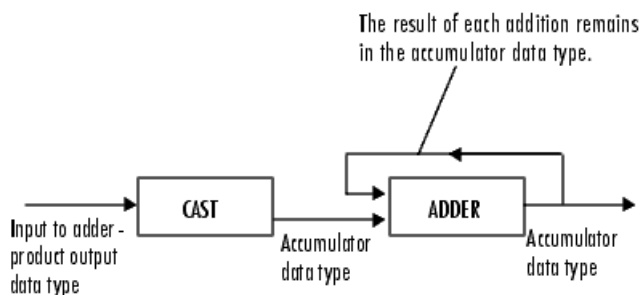 The result of each addition remains
in the accumulator data type.
CAST
ADDER
Input to adder -
product output
data type
Accumulator
data type
Accumulator
data type